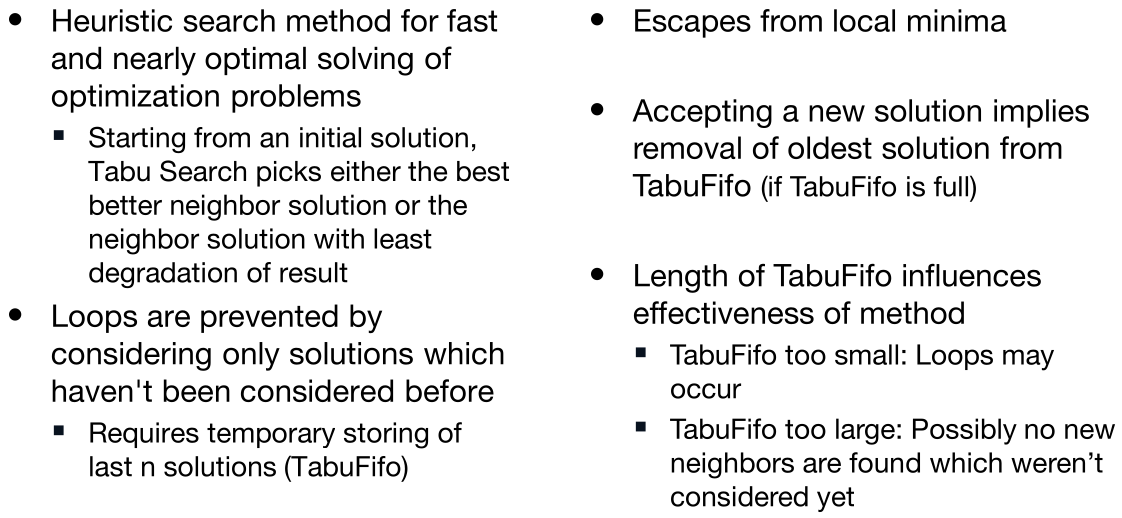 • Heuristic search method for fast
and nearly optimal solving of
optimization problems
▪ Starting from an initial solution,
Tabu Search picks either the best
better neighbor solution or the
neighbor solution with least
degradation of result
• Loops are prevented by
considering only solutions which
haven't been considered before
▪ Requires temporary storing of
last n solutions (TabuFifo)
• Escapes from local minima
• Accepting a new solution implies
removal of oldest solution from
TabuFifo (if TabuFifo is full)
• Length of TabuFifo influences
effectiveness of method
▪ TabuFifo too small: Loops may
occur
▪ TabuFifo too large: Possibly no new
neighbors are found which weren’t
considered yet